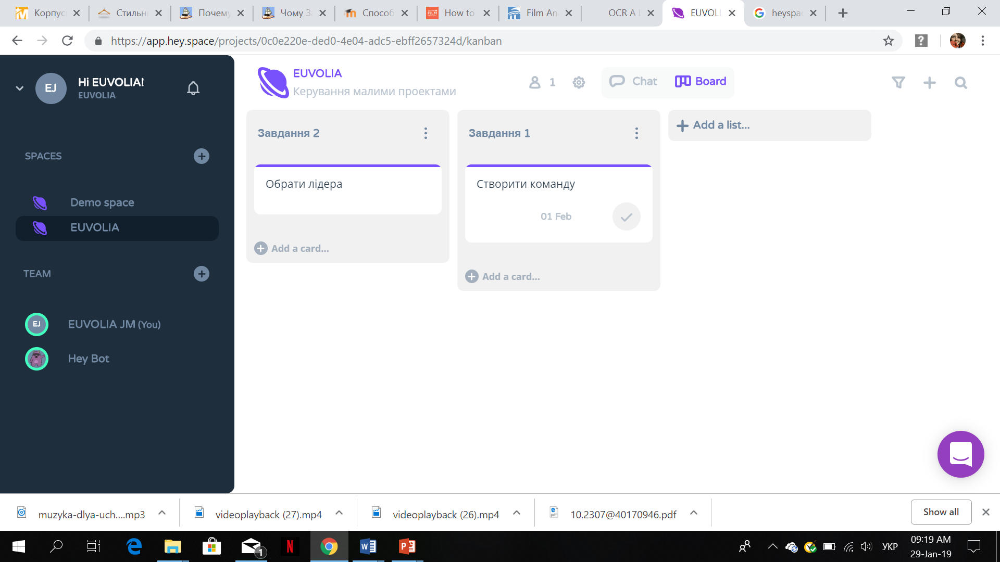 Корпус
Стильн
Почему
Чому З
Способ
How to
Film An
OCR A
EUVOLI
heyspac
https://app.hey.space/projects/0c0e220e-ded0-4e04-adc5-ebff2657324d/kanban
EJ
Hi EUVOLIA!
EUVOLIA
SPACES
Demo space
EUVOLIA
TEAM
EJ
EUVOLIA JM (You)
Hey Bot
EUVOLIA
Керування малими проектами
1
Chat
Board
Завдання 2
Обрати лідера
Add a card...
Завдання 1
Створити команду
01 Feb
Add a card...
Add a list...
muzyka-dlya-uch....mp3
videoplayback (27).mp4
videoplayback (26).mp4
10.2307@40170946.pdf
Show all
1
УКР
09:19 AM
29-Jan-19